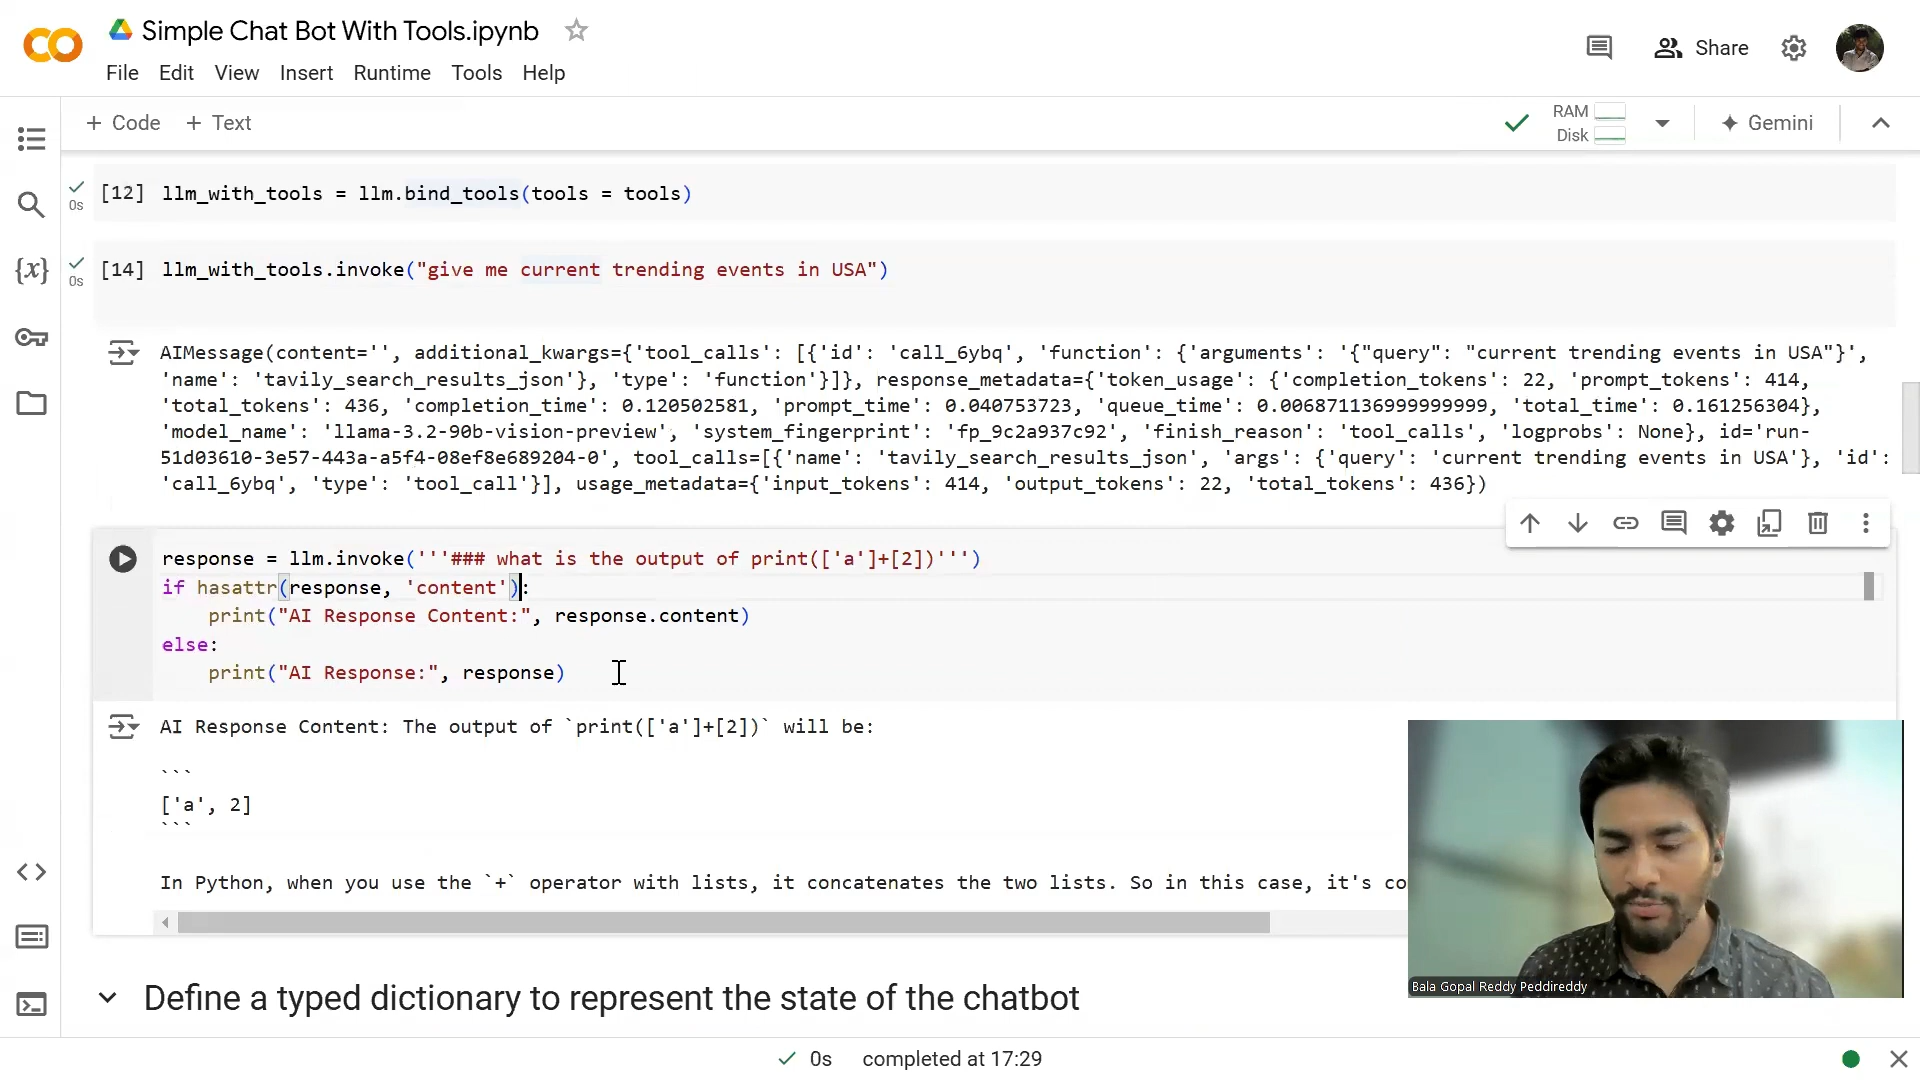 Simple Chat Bot With Tools.ipynb
File Edit View Insert Runtime Tools Help
Share
+ Code + Text
RAM
Disk
Gemini
[12] llm_with_tools = llm.bind_tools(tools = tools)
0s
[14] llm_with_tools.invoke("give me current trending events in USA")
0s
AIMessage(content='', additional_kwargs={'tool_calls': [{'id': 'call_6ybq', 'function': {'arguments': '{"query": "current trending events in USA"}',
'name': 'tavily_search_results_json'}, 'type': 'function'}]}, response_metadata={'token_usage': {'completion_tokens': 22, 'prompt_tokens': 414,
'total_tokens': 436, 'completion_time': 0.120502581, 'prompt_time': 0.040753723, 'queue_time': 0.006871136999999999, 'total_time': 0.161256304},
'model_name': 'llama-3.2-90b-vision-preview', 'system_fingerprint': 'fp_9c2a937c92', 'finish_reason': 'tool_calls', 'logprobs': None}, id='run-
51d03610-3e57-443a-a5f4-08ef8e689204-0', tool_calls=[{'name': 'tavily_search_results_json', 'args': {'query': 'current trending events in USA'}, 'id':
'call_6ybq', 'type': 'tool_call'}], usage_metadata={'input_tokens': 414, 'output_tokens': 22, 'total_tokens': 436})
response = llm.invoke('''### what is the output of print(['a']+[2])''')
if hasattr(response, 'content'):
    print("AI Response Content:", response.content)
else:
    print("AI Response:", response)
AI Response Content: The output of `print(['a']+[2])` will be:
```
['a', 2]
```
In Python, when you use the `+` operator with lists, it concatenates the two lists. So in this case, it's co
Bala Gopal Reddy Peddireddy
Define a typed dictionary to represent the state of the chatbot
0s completed at 17:29